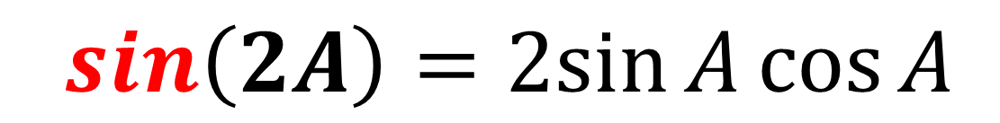 sin(2A) = 2sin A cos A